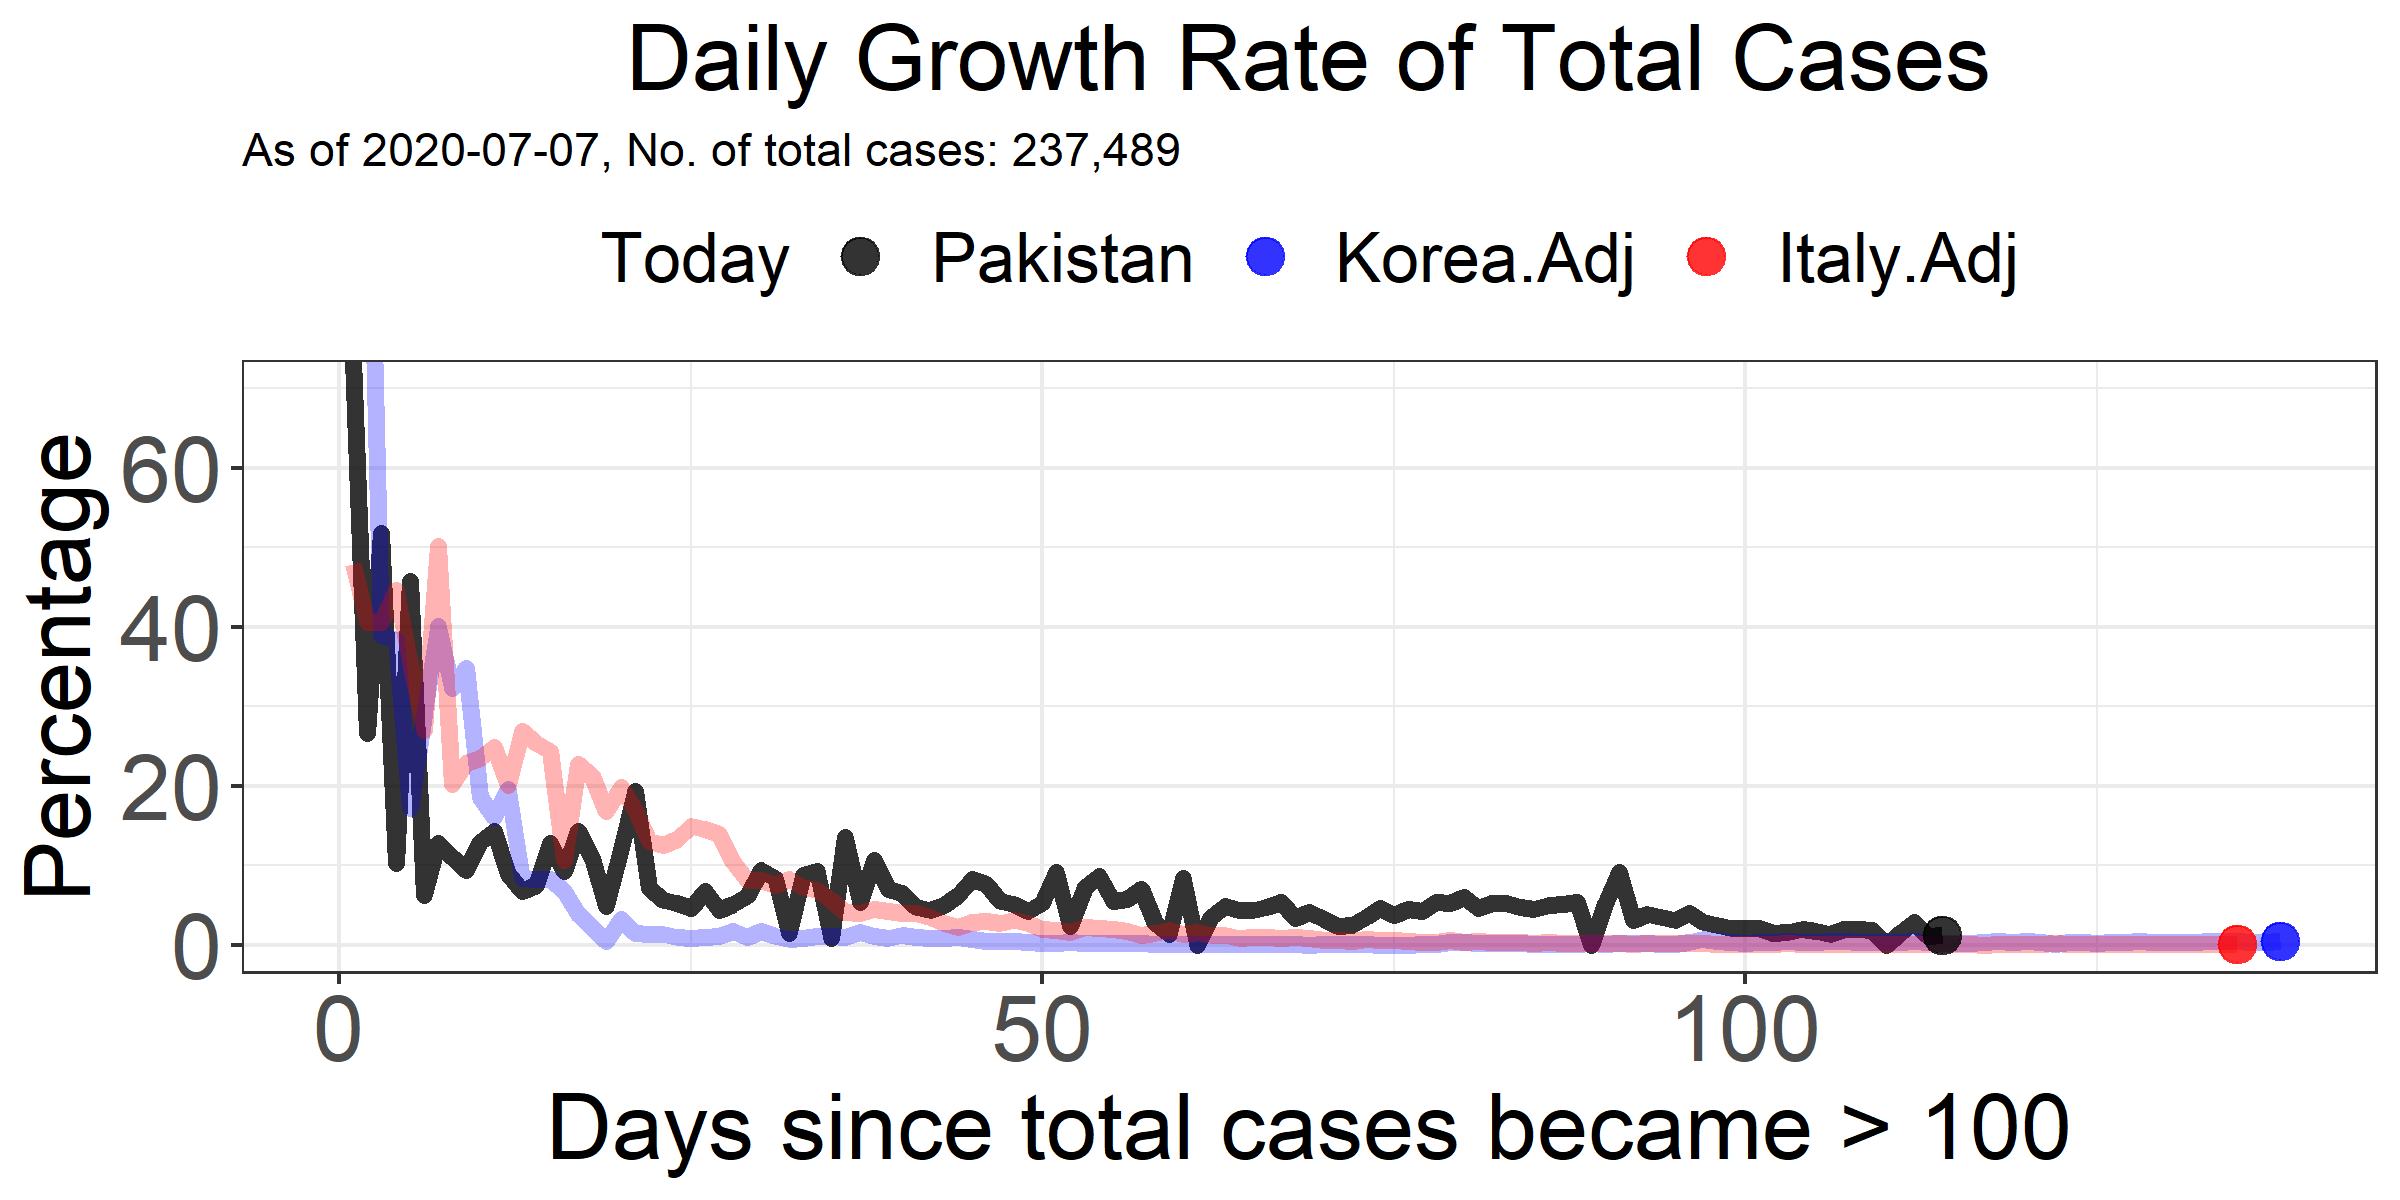 Daily Growth Rate of Total Cases
As of 2020-07-07, No. of total cases: 237,489
Today Pakistan Korea.Adj Italy.Adj
Percentage
60
40
20
0
0 50 100
Days since total cases became > 100